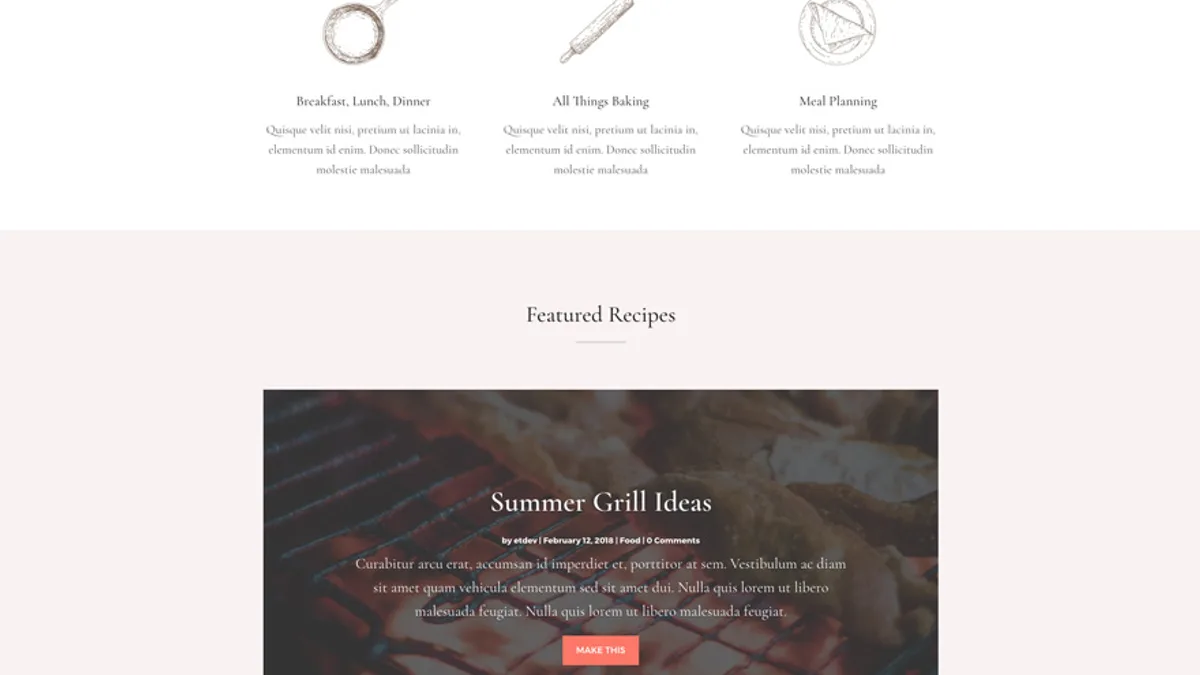 Breakfast, Lunch, Dinner
Quisque velit nisi, pretium ut lacinia in,
elementum id enim. Donec sollicitudin
molestie malesuada
All Things Baking
Quisque velit nisi, pretium ut lacinia in,
elementum id enim. Donec sollicitudin
molestie malesuada
Meal Planning
Quisque velit nisi, pretium ut lacinia in,
elementum id enim. Donec sollicitudin
molestie malesuada
Featured Recipes
Summer Grill Ideas
by etdev | February 12, 2018 | Food | 0 Comments
Curabitur arcu erat, accumsan id imperdiet et, porttitor at sem. Vestibulum ac diam
sit amet quam vehicula elementum sed sit amet dui. Nulla quis lorem ut libero
malesuada feugiat. Nulla quis lorem ut libero malesuada feugiat.
MAKE THIS